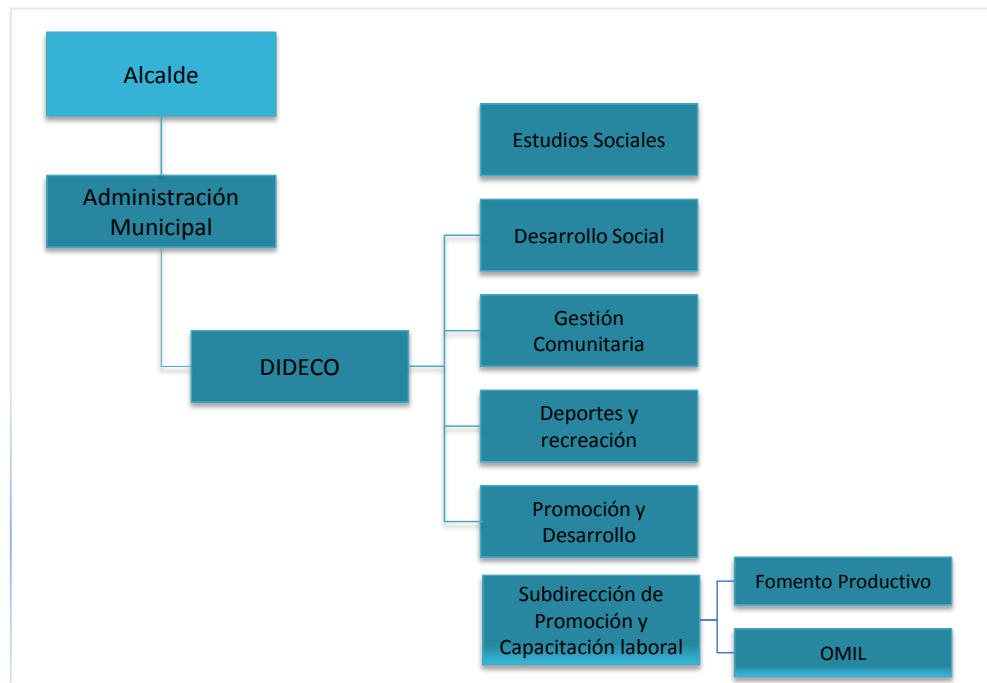 Alcalde
Administración
Municipal
DIDECO
Estudios Sociales
Desarrollo Social
Gestión
Comunitaria
Deportes y
recreación
Promoción y
Desarrollo
Subdirección de
Promoción y
Capacitación laboral
Fomento Productivo
OMIL